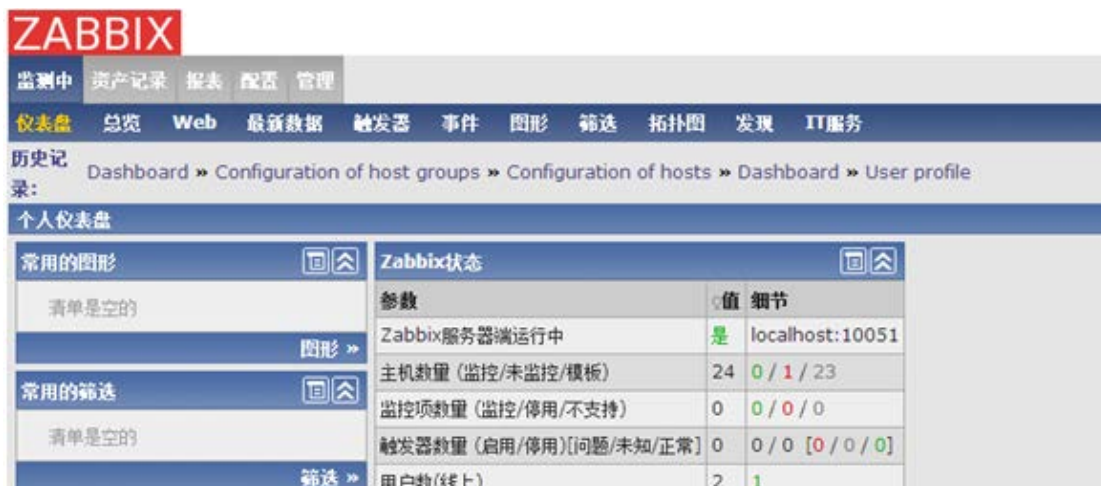 ZABBIX
监测中 资产记录 报表 配置 管理
仪表盘 总览 Web 最新数据 触发器 事件 图形 筛选 拓扑图 发现 IT服务
历史记录: Dashboard » Configuration of host groups » Configuration of hosts » Dashboard » User profile
个人仪表盘
常用的图形
清单是空的
图形 »
常用的筛选
清单是空的
筛选 »
Zabbix状态
参数 值 细节
Zabbix服务器端运行中 是 localhost:10051
主机数量 (监控/未监控/模板) 24 0 / 1 / 23
监控项数量 (监控/停用/不支持) 0 0 / 0 / 0
触发器数量 (启用/停用)[问题/未知/正常] 0 0 / 0 [0 / 0 / 0]
用户数(线上) 2 1